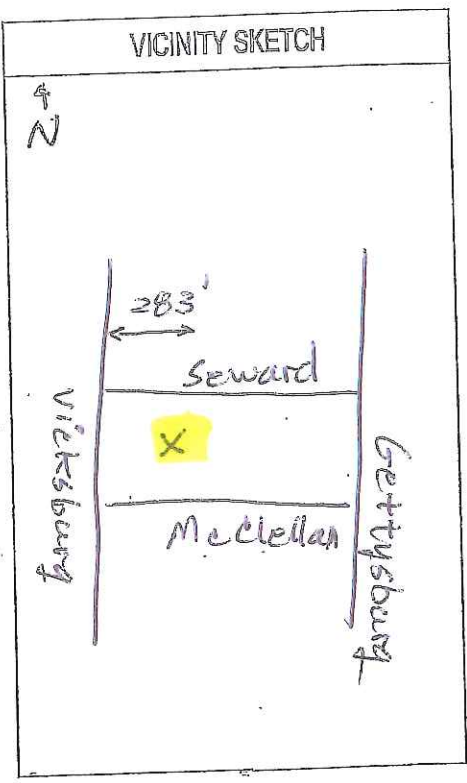 VICINITY SKETCH
N
283'
Seward
X
Vicksburg
Gettysburg
McClellan